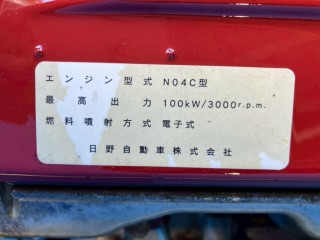 エンジン型式 N04C型
最高出力 100kW/3000r.p.m.
燃料噴射方式 電子式
日野自動車株式会社